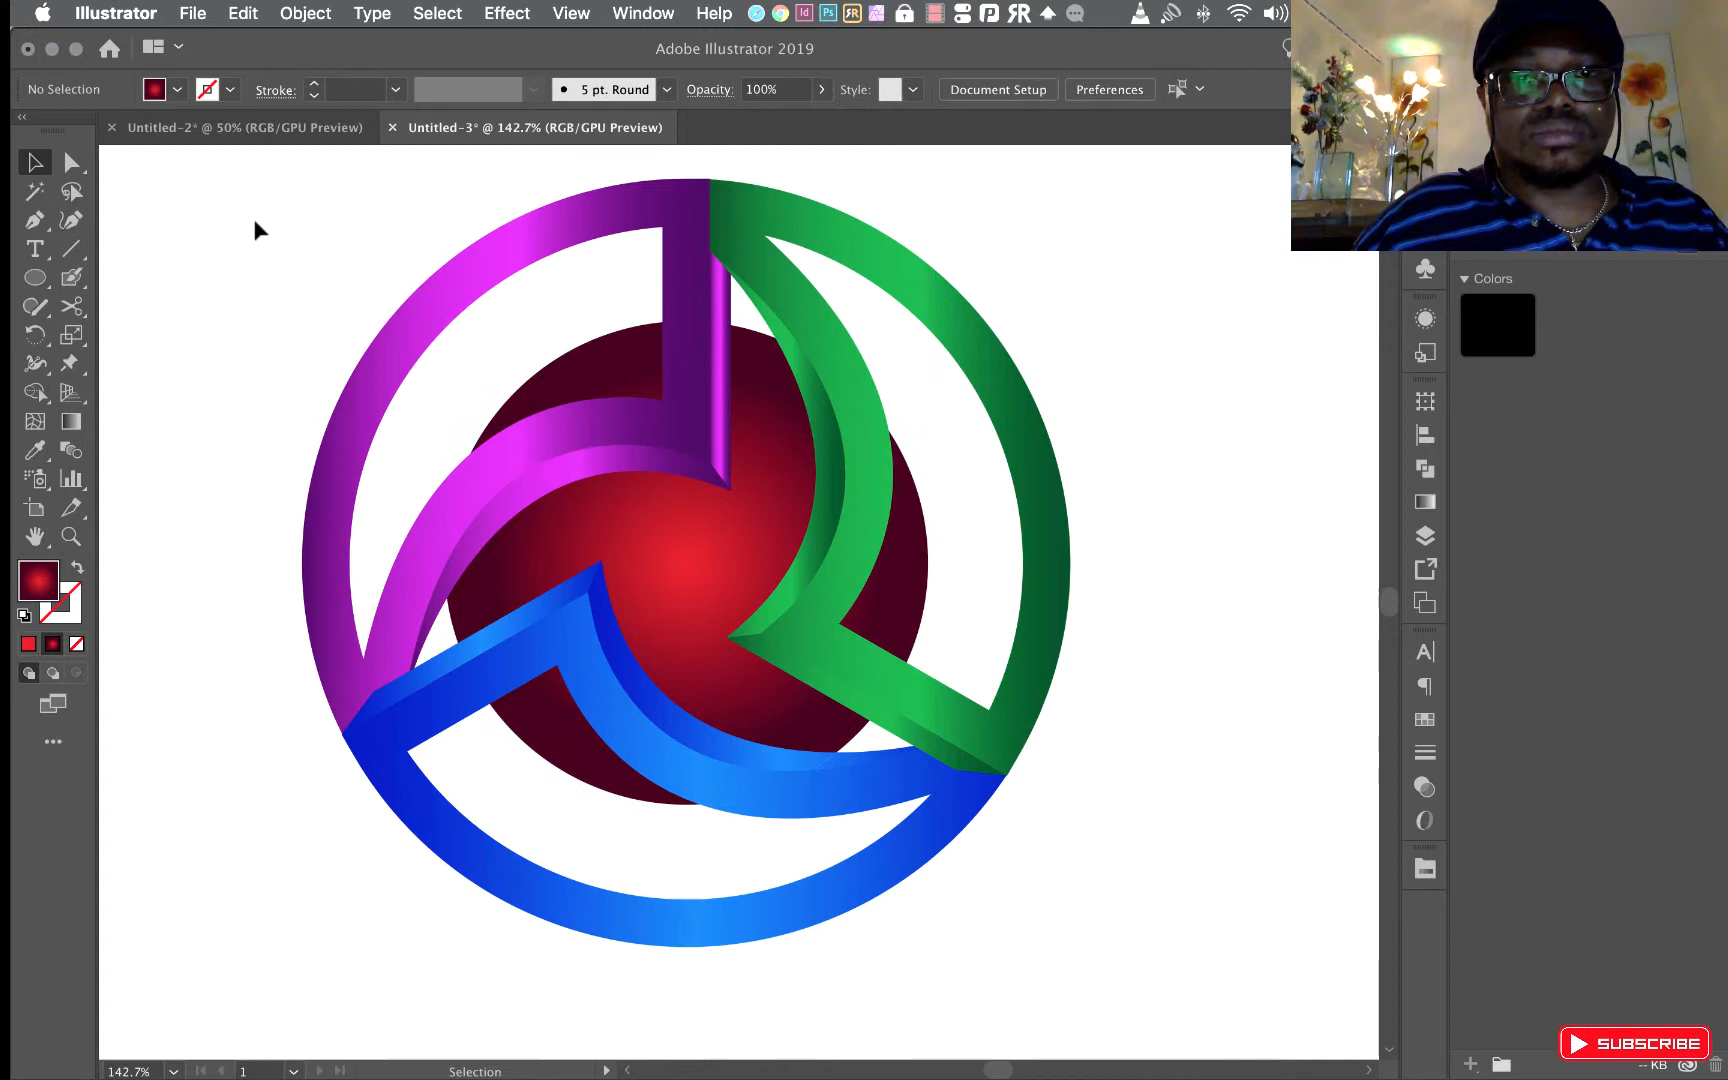 Illustrator File Edit Object Type Select Effect View Window Help
Adobe Illustrator 2019
No Selection Stroke: 5 pt. Round Opacity: 100% Style: Document Setup Preferences
Untitled-2* @ 50% (RGB/GPU Preview) Untitled-3* @ 142.7% (RGB/GPU Preview)
Colors
SUBSCRIBE
142.7% 1 Selection -- KB